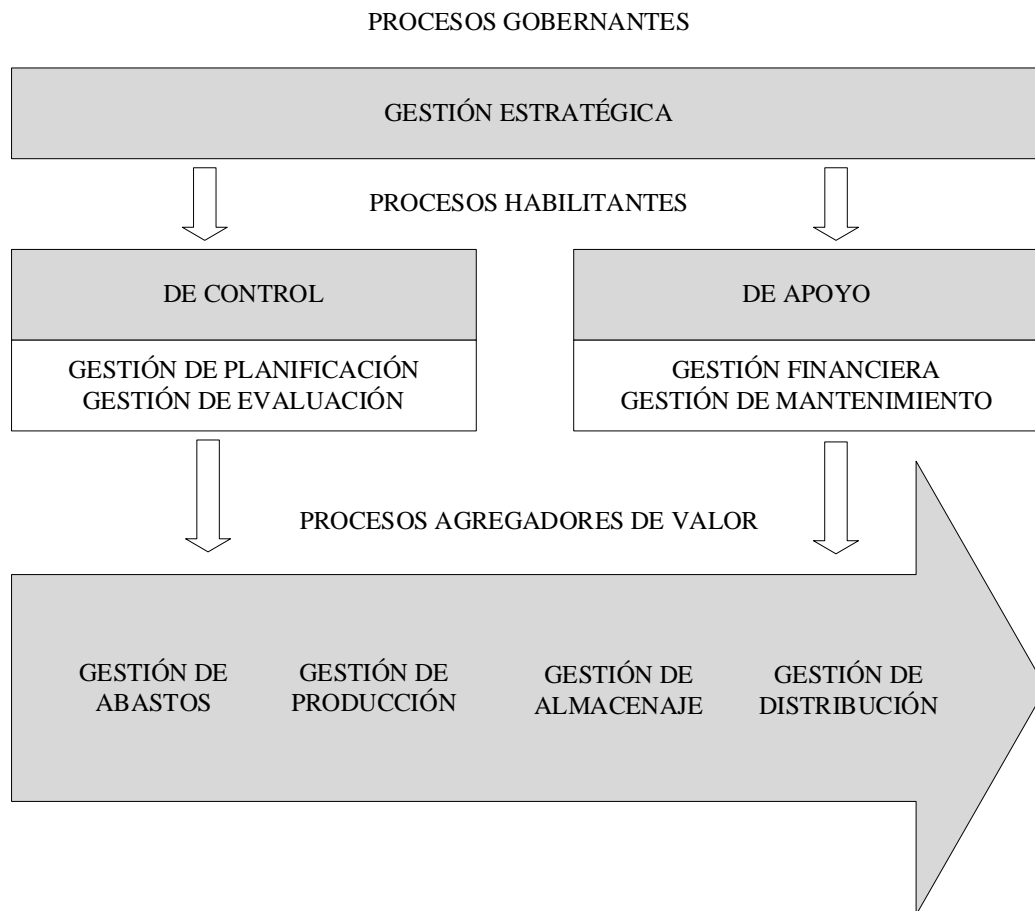 PROCESOS GOBERNANTES
GESTIÓN ESTRATÉGICA
PROCESOS HABILITANTES
DE CONTROL
GESTIÓN DE PLANIFICACIÓN
GESTIÓN DE EVALUACIÓN
DE APOYO
GESTIÓN FINANCIERA
GESTIÓN DE MANTENIMIENTO
PROCESOS AGREGADORES DE VALOR
GESTIÓN DE
ABASTOS
GESTIÓN DE
PRODUCCIÓN
GESTIÓN DE
ALMACENAJE
GESTIÓN DE
DISTRIBUCIÓN